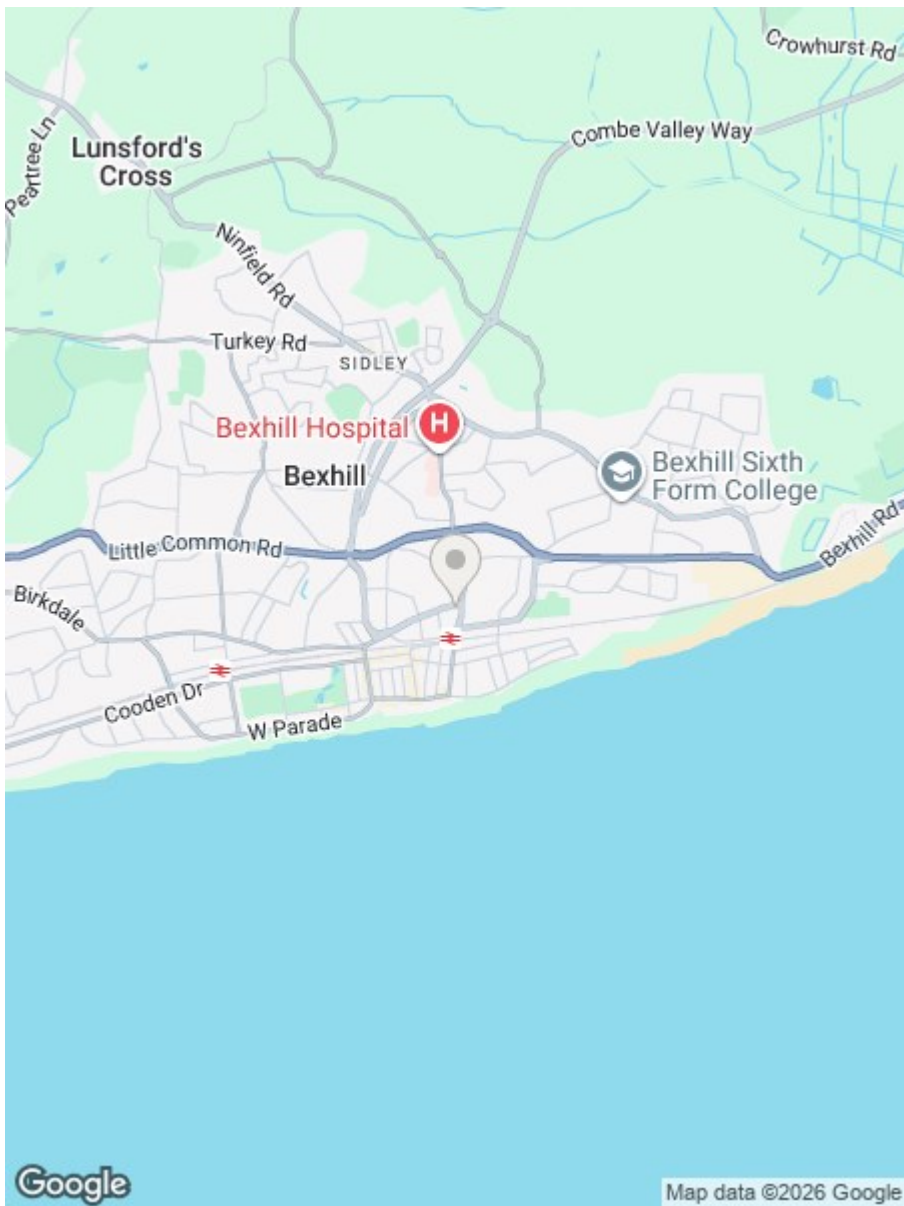 Crowhurst Rd
Combe Valley Way
Peartree Ln
Lunsford's
Cross
Ninfield Rd
Turkey Rd
SIDLEY
Bexhill Hospital
H
Bexhill
Bexhill Sixth
Form College
Bexhill Rd
Little Common Rd
Birkdale
Cooden Dr
W Parade
Google
Map data ©2026 Google